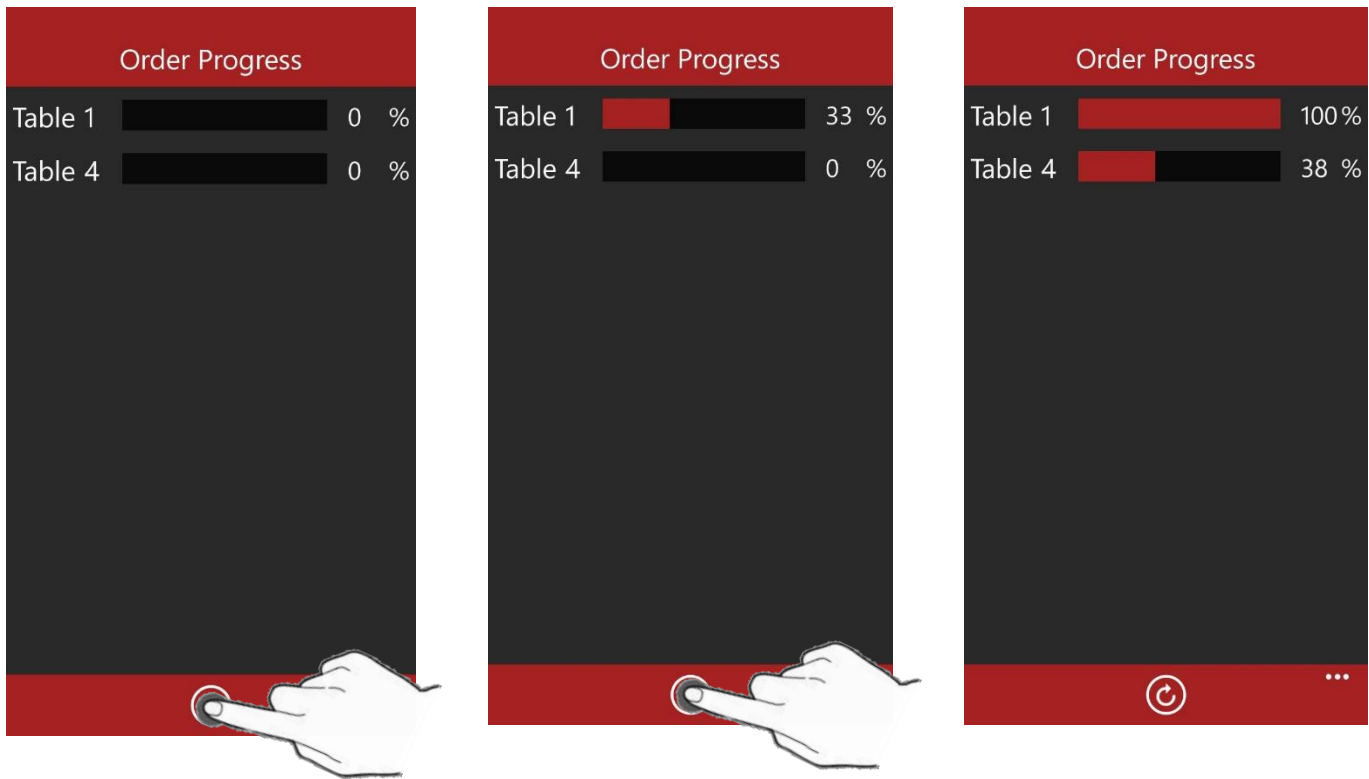 Order Progress
Table 1 0 %
Table 4 0 %
Order Progress
Table 1 33 %
Table 4 0 %
Order Progress
Table 1 100 %
Table 4 38 %